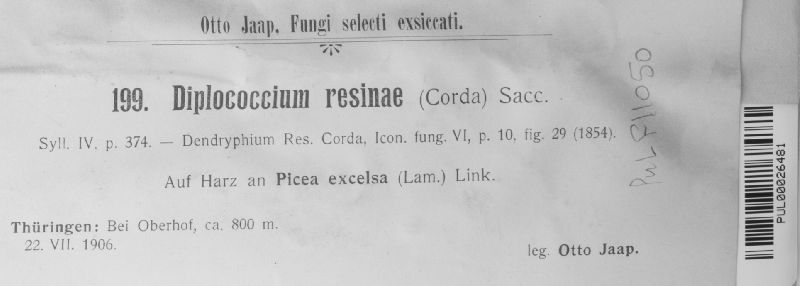 Otto Jaap, Fungi selecti exsiccati.
199. Diplococcium resinae (Corda) Sacc.
Syll. IV, p. 374. — Dendryphium Res. Corda, Icon. fung. VI, p. 10, fig. 29 (1854).
Auf Harz an Picea excelsa (Lam.) Link.
Thüringen: Bei Oberhof, ca. 800 m.
22. VII. 1906.
leg. Otto Jaap.
PUL F11050
PUL00026481